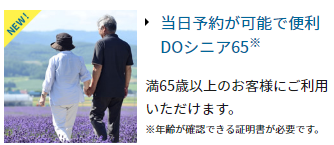 NEW!
当日予約が可能で便利
DOシニア65※
満65歳以上のお客様にご利用
いただけます。
※年齢が確認できる証明書が必要です。